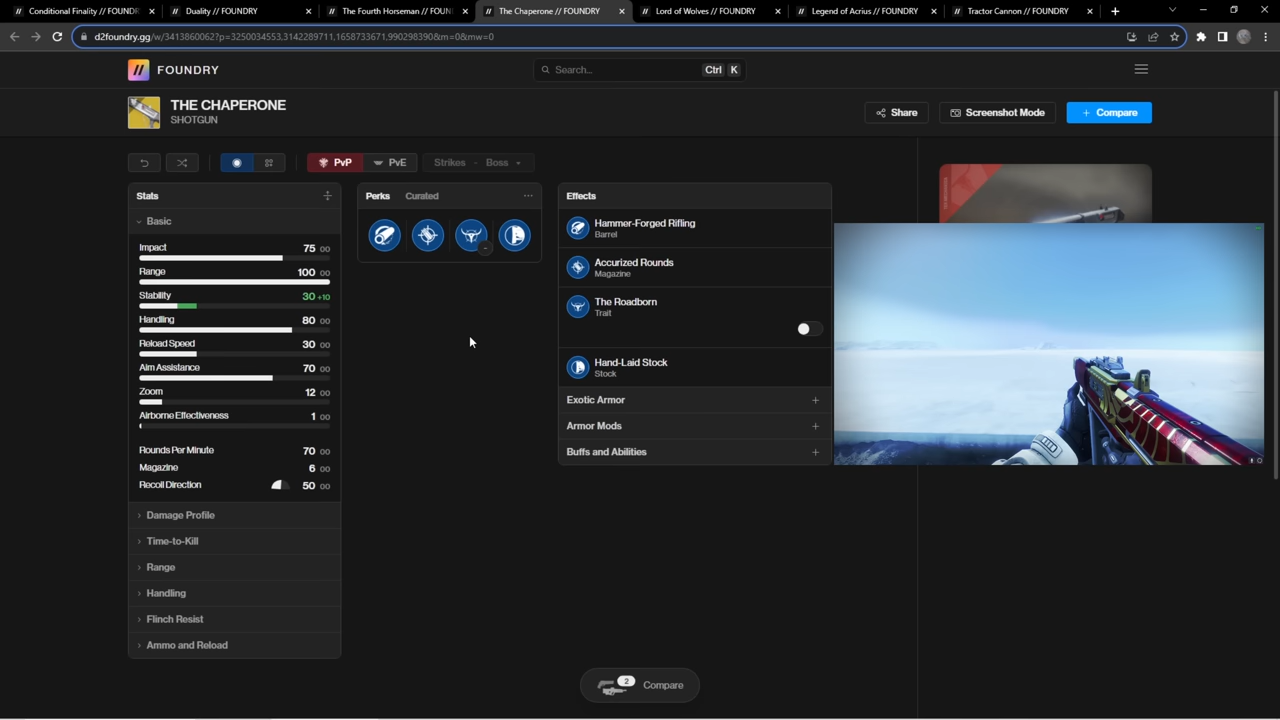 Conditional Finality // FOUNDR
Duality // FOUNDRY
The Fourth Horseman // FOUN
The Chaperone // FOUNDRY
Lord of Wolves // FOUNDRY
Legend of Acrius // FOUNDRY
Tractor Cannon // FOUNDRY
d2foundry.gg/w/3413860062?p=3250034553,3142289711,1658733671,990298390&m=0&mw=0
FOUNDRY
Search...
Ctrl K
THE CHAPERONE
SHOTGUN
Share
Screenshot Mode
+ Compare
PvP
PvE
Strikes - Boss
Stats
Basic
Impact 75 00
Range 100 00
Stability 30 +10
Handling 80 00
Reload Speed 30 00
Aim Assistance 70 00
Zoom 12 00
Airborne Effectiveness 1 00
Rounds Per Minute 70 00
Magazine 6 00
Recoil Direction 50 00
Damage Profile
Time-to-Kill
Range
Handling
Flinch Resist
Ammo and Reload
Perks Curated ...
Effects
Hammer-Forged Rifling
Barrel
Accurized Rounds
Magazine
The Roadborn
Trait
Hand-Laid Stock
Stock
Exotic Armor +
Armor Mods +
Buffs and Abilities +
2
Compare